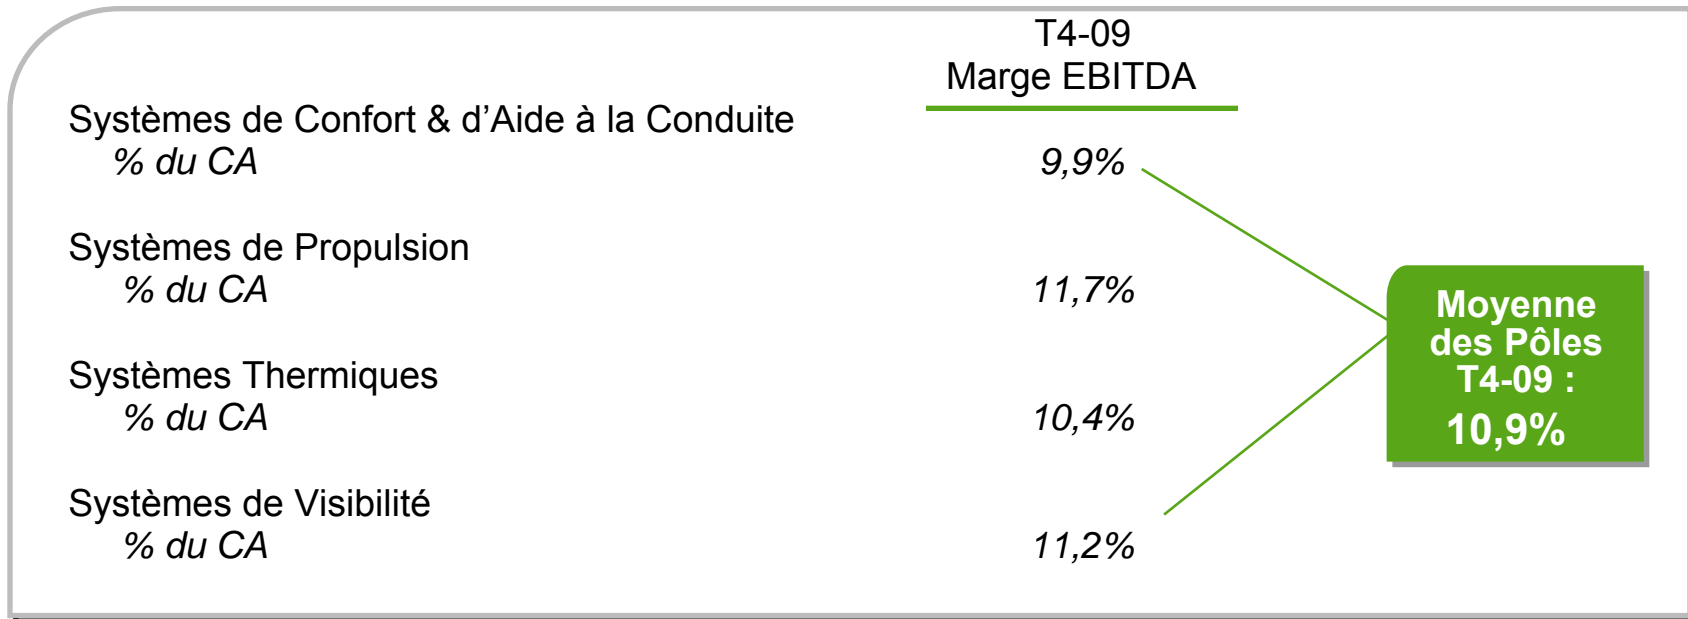 T4-09
Marge EBITDA
Systèmes de Confort & d’Aide à la Conduite
% du CA 9,9%
Systèmes de Propulsion
% du CA 11,7%
Systèmes Thermiques
% du CA 10,4%
Systèmes de Visibilité
% du CA 11,2%
Moyenne
des Pôles
T4-09 :
10,9%